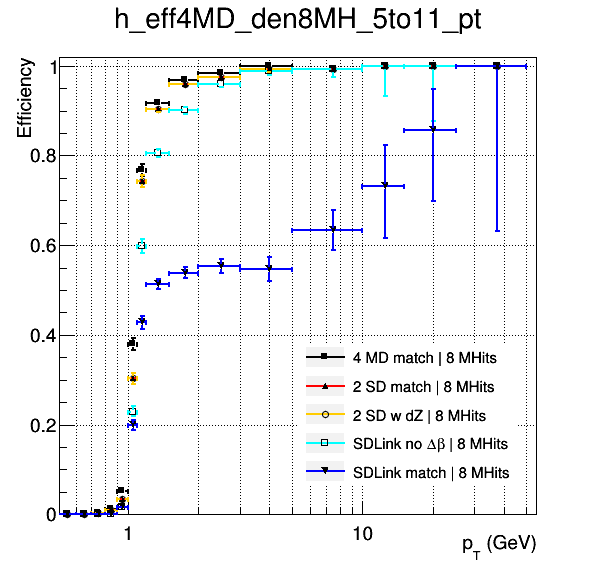 h_eff4MD_den8MH_5to11_pt
Efficiency
1
0.8
0.6
0.4
0.2
0
4 MD match | 8 MHits
2 SD match | 8 MHits
2 SD w dZ | 8 MHits
SDLink no Δβ | 8 MHits
SDLink match | 8 MHits
1
10
p_T (GeV)